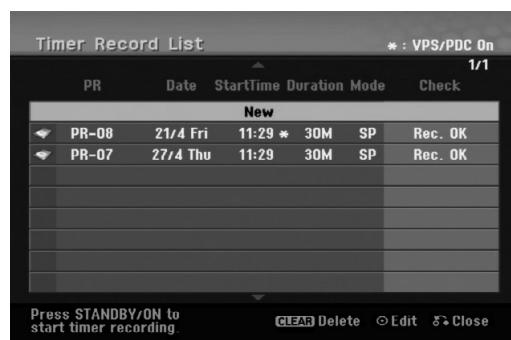 Timer Record List
* : VPS/PDC On
1/1
PR Date StartTime Duration Mode Check
New
PR-08 21/4 Fri 11:29 * 30M SP Rec. OK
PR-07 27/4 Thu 11:29 30M SP Rec. OK
Press STANDBY/ON to
start timer recording.
CLEAR Delete Edit Close